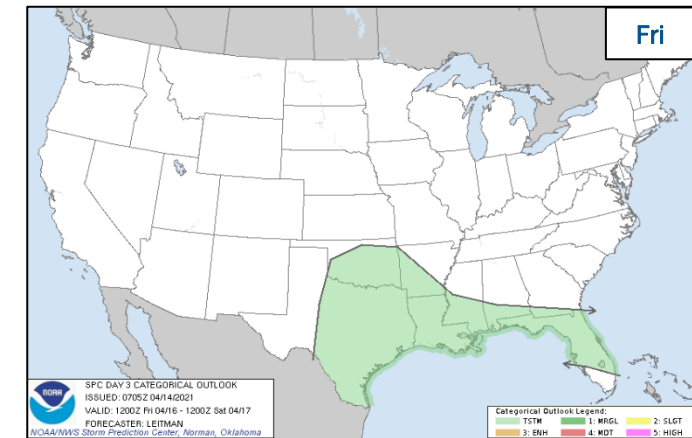 Fri
NOAA
SPC DAY 3 CATEGORICAL OUTLOOK
ISSUED: 0705Z 04/14/2021
VALID: 1200Z Fri 04/16 - 1200Z Sat 04/17
FORECASTER: LEITMAN
NOAA/NWS Storm Prediction Center, Norman, Oklahoma
Categorical Outlook Legend:
TSTM 1: MRGL 2: SLGT
3: ENH 4: MDT 5: HIGH